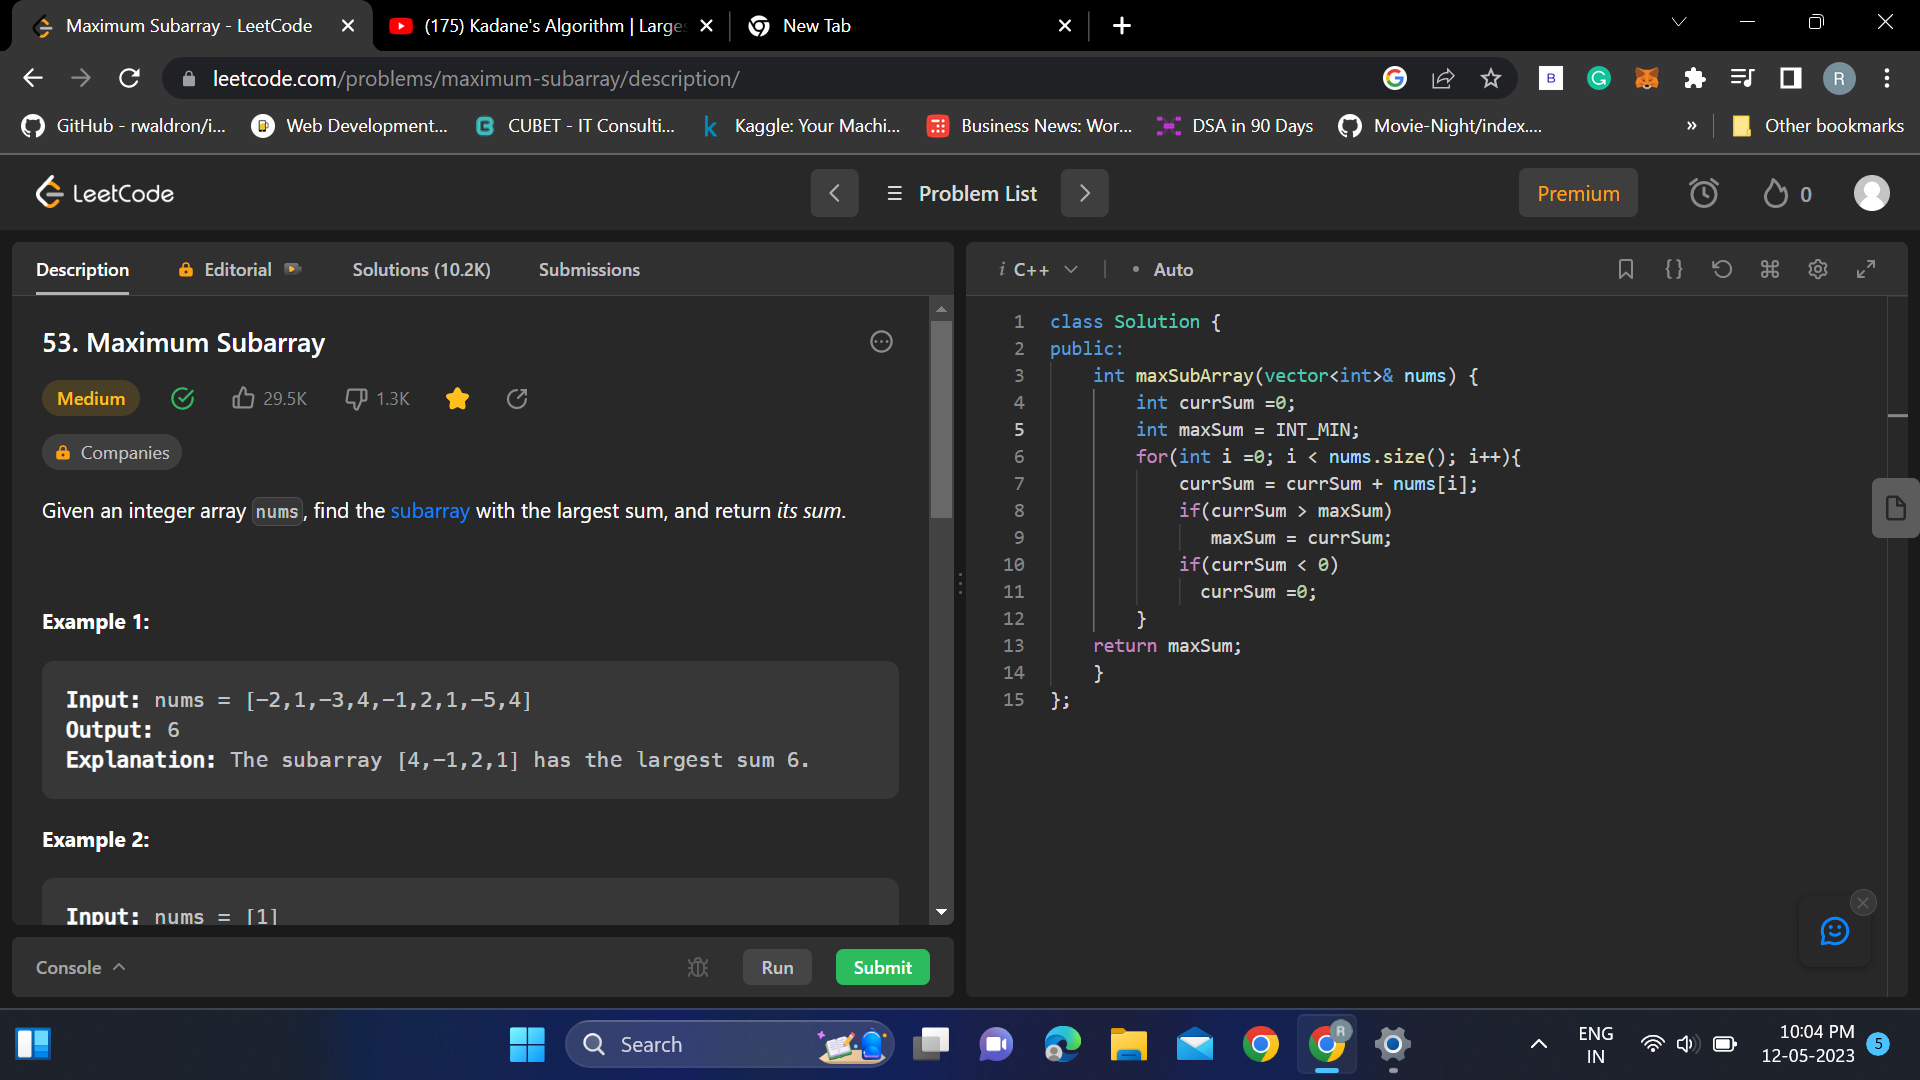 Maximum Subarray - LeetCode
(175) Kadane's Algorithm | Large
New Tab
leetcode.com/problems/maximum-subarray/description/
GitHub - rwaldron/i...
Web Development...
CUBET - IT Consulti...
Kaggle: Your Machi...
Business News: Wor...
DSA in 90 Days
Movie-Night/index....
»
Other bookmarks
LeetCode
Problem List
Premium
0
Description
Editorial
Solutions (10.2K)
Submissions
53. Maximum Subarray
Medium
29.5K
1.3K
Companies
Given an integer array nums, find the subarray with the largest sum, and return its sum.
Example 1:
Input: nums = [-2,1,-3,4,-1,2,1,-5,4]
Output: 6
Explanation: The subarray [4,-1,2,1] has the largest sum 6.
Example 2:
Input: nums = [1]
Console
Run
Submit
i C++
• Auto
1 class Solution {
2 public:
3 int maxSubArray(vector<int>& nums) {
4 int currSum =0;
5 int maxSum = INT_MIN;
6 for(int i =0; i < nums.size(); i++){
7 currSum = currSum + nums[i];
8 if(currSum > maxSum)
9 maxSum = currSum;
10 if(currSum < 0)
11 currSum =0;
12 }
13 return maxSum;
14 }
15 };
Search
ENG
IN
10:04 PM
12-05-2023
5